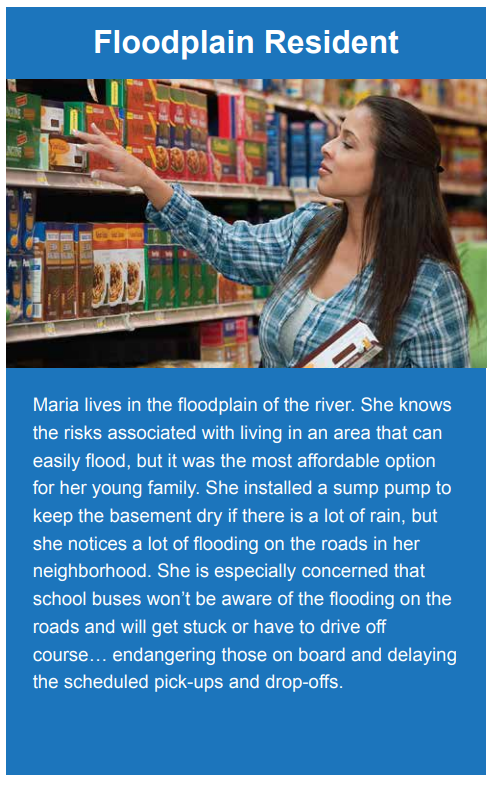 Floodplain Resident
Maria lives in the floodplain of the river. She knows
the risks associated with living in an area that can
easily flood, but it was the most affordable option
for her young family. She installed a sump pump to
keep the basement dry if there is a lot of rain, but
she notices a lot of flooding on the roads in her
neighborhood. She is especially concerned that
school buses won’t be aware of the flooding on the
roads and will get stuck or have to drive off
course… endangering those on board and delaying
the scheduled pick-ups and drop-offs.